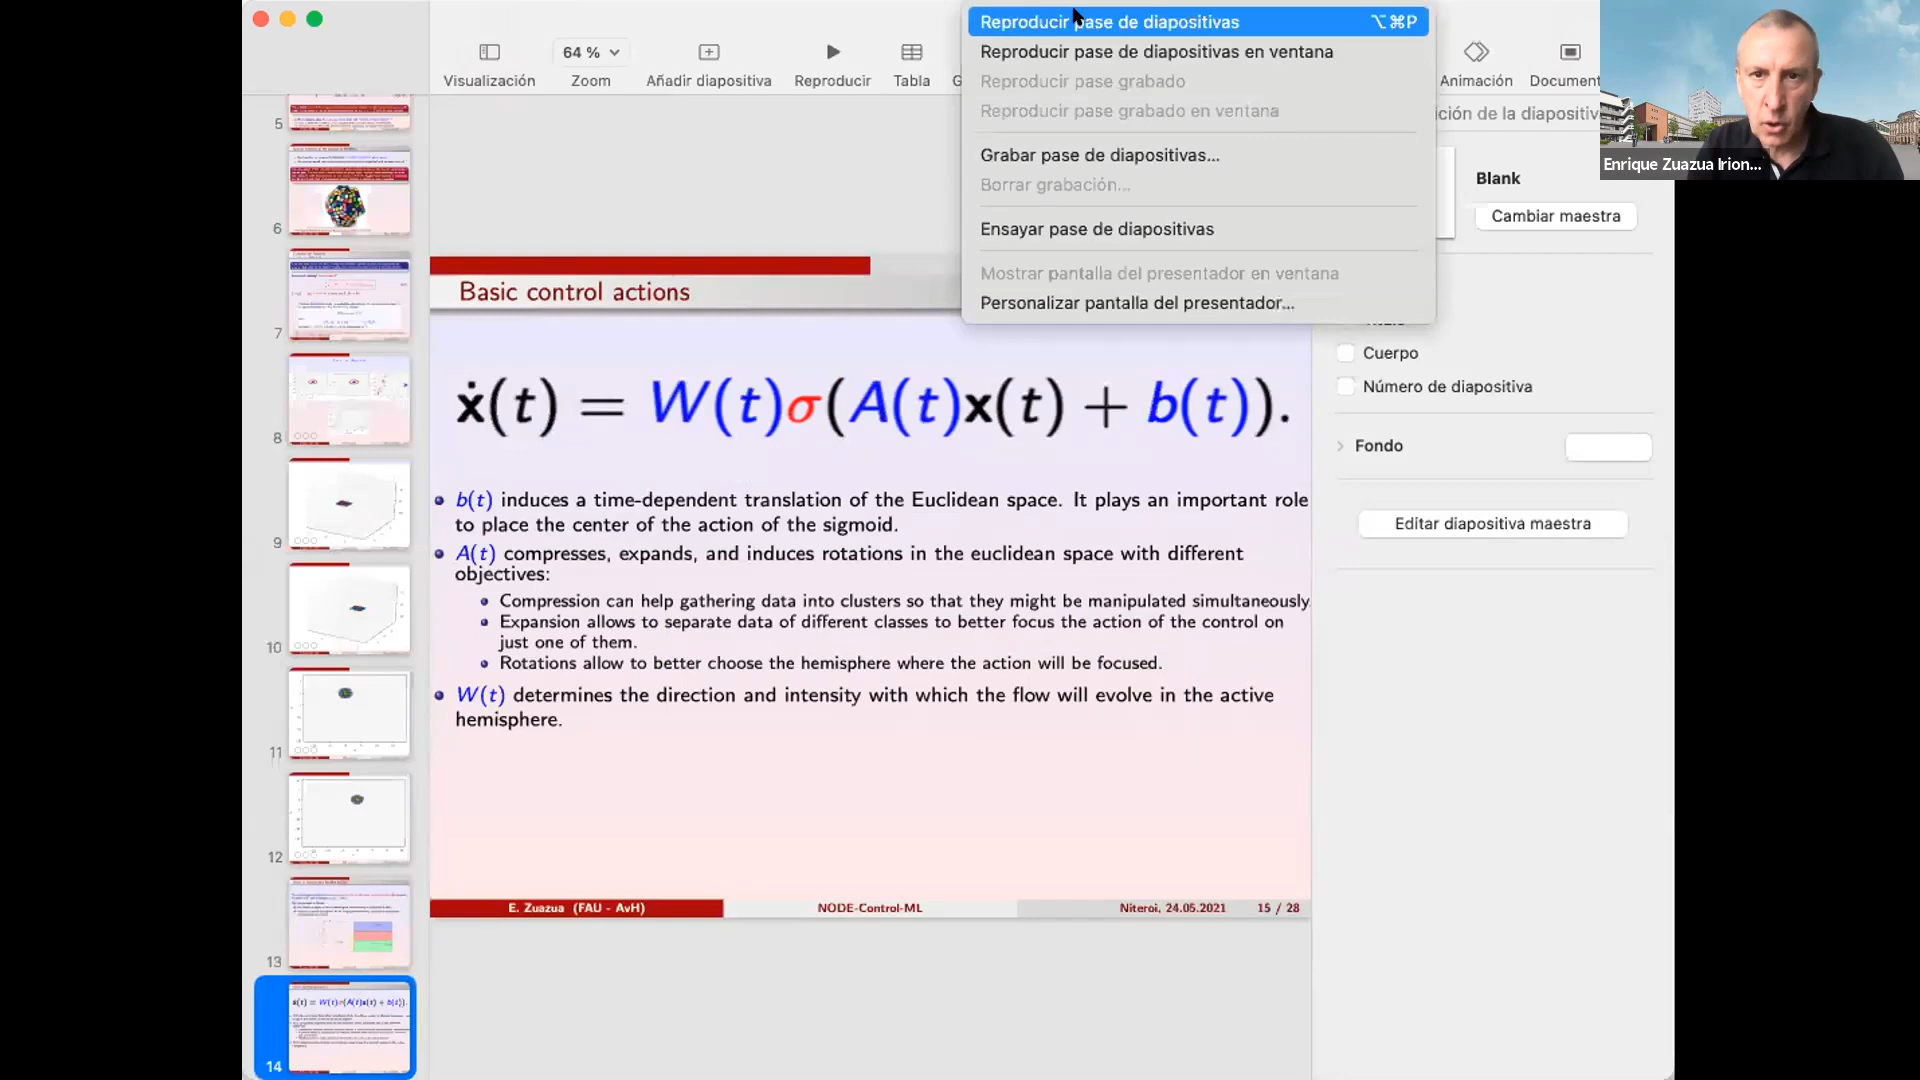 Reproducir pase de diapositivas ⌥⌘P
Reproducir pase de diapositivas en ventana
Reproducir pase grabado
Reproducir pase grabado en ventana
Grabar pase de diapositivas...
Borrar grabación...
Ensayar pase de diapositivas
Mostrar pantalla del presentador en ventana
Personalizar pantalla del presentador...
64 %
Visualización Zoom Añadir diapositiva Reproducir Tabla G
Animación Document
ición de la diapositiv
Enrique Zuazua Irion...
Blank
Cambiar maestra
Cuerpo
Número de diapositiva
Fondo
Editar diapositiva maestra
5
6
7
8
9
10
11
12
13
14
Basic control actions
ẋ(t) = W(t)σ(A(t)x(t) + b(t)).
b(t) induces a time-dependent translation of the Euclidean space. It plays an important role
to place the center of the action of the sigmoid.
A(t) compresses, expands, and induces rotations in the euclidean space with different
objectives:
Compression can help gathering data into clusters so that they might be manipulated simultaneously
Expansion allows to separate data of different classes to better focus the action of the control on
just one of them.
Rotations allow to better choose the hemisphere where the action will be focused.
W(t) determines the direction and intensity with which the flow will evolve in the active
hemisphere.
E. Zuazua (FAU - AvH) NODE-Control-ML Niteroi, 24.05.2021 15 / 28
ẋ(t) = W(t)σ(A(t)x(t) + b(t)).